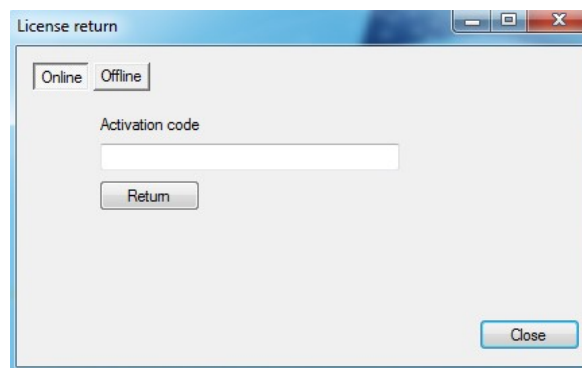 License return
Online Offline
Activation code
Return
Close